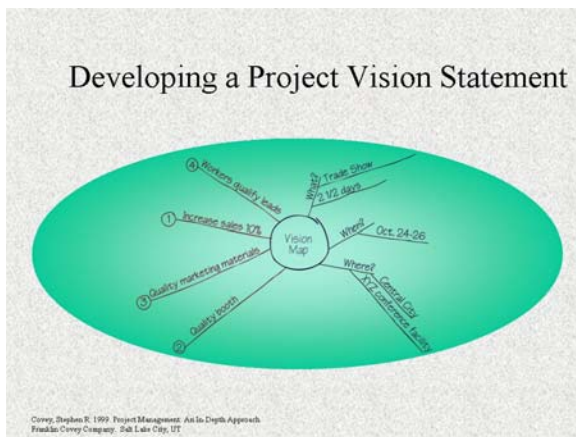 Developing a Project Vision Statement
4 Workers quality leads
What?
Trade Show
2 1/2 days
1 Increase sales 10%
Vision
Map
When?
Oct. 24-26
3 Quality marketing materials
Where?
Central City
XYZ conference facility
2 Quality booth
Covey, Stephen R. 1999. Project Management: An In-Depth Approach.
Franklin Covey Company. Salt Lake City, UT